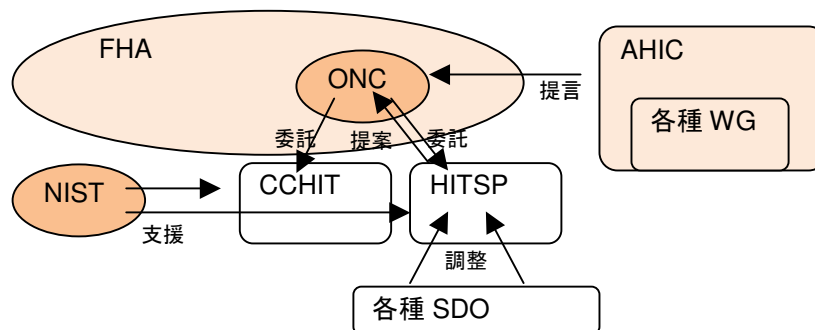 FHA
AHIC
ONC
提言
各種 WG
委託
提案
委託
NIST
CCHIT
HITSP
支援
調整
各種 SDO